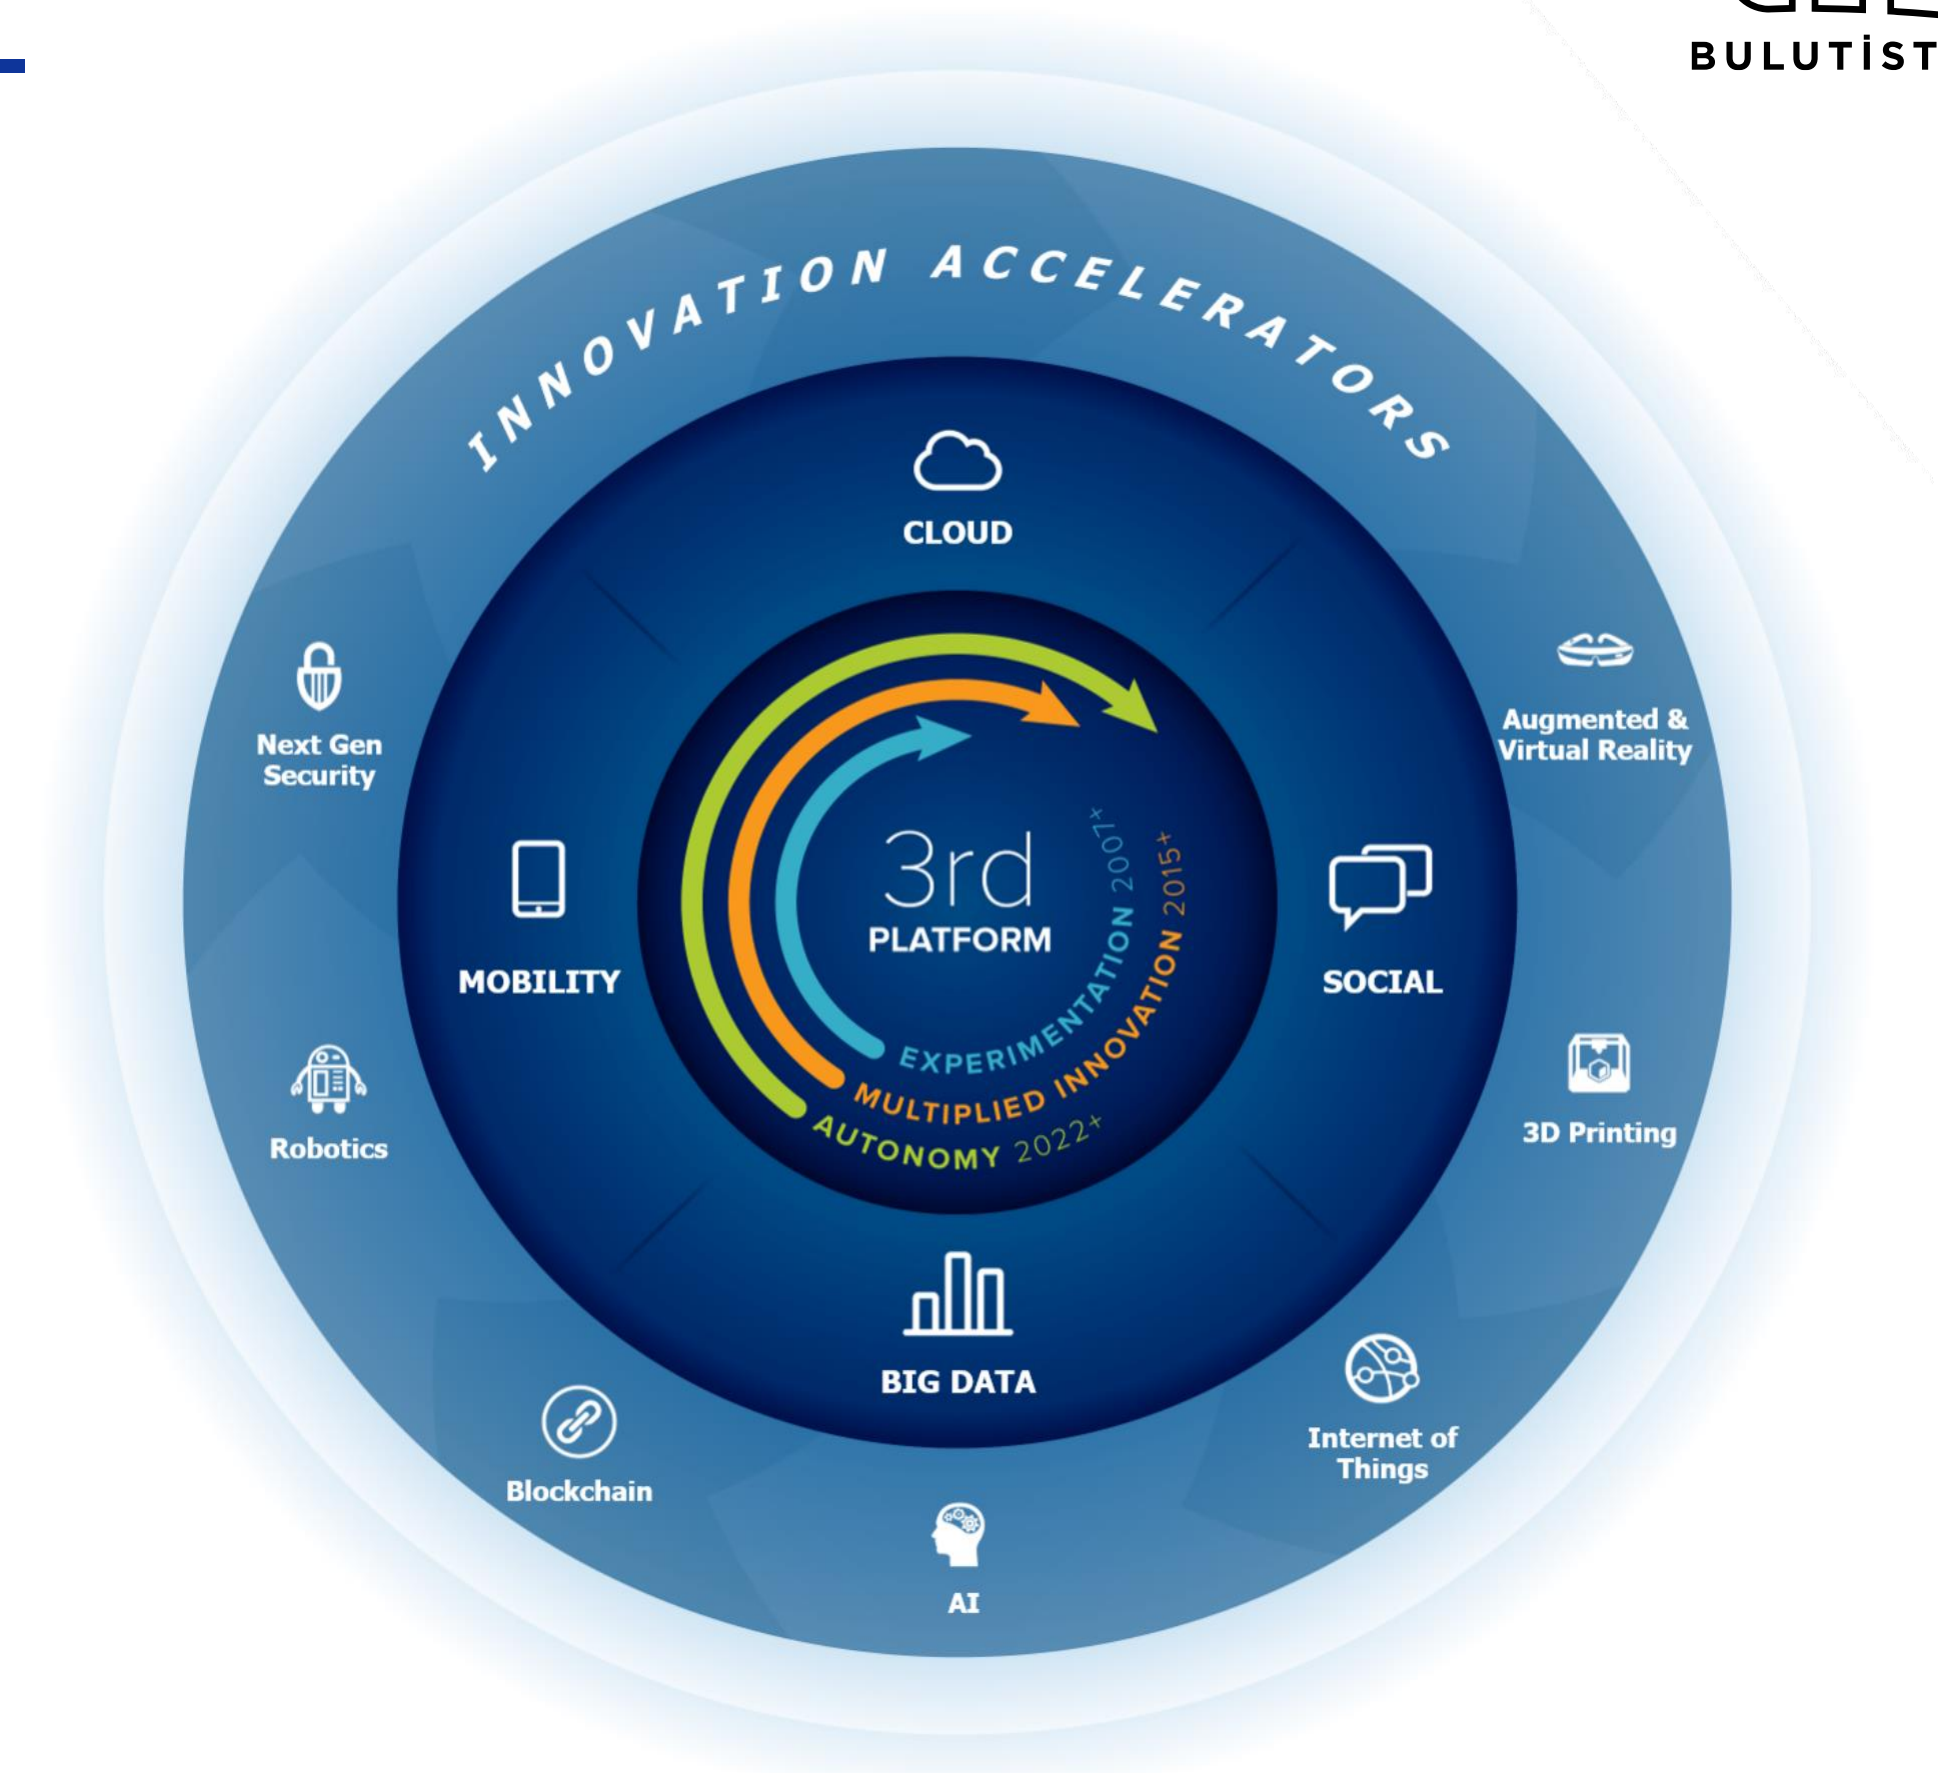 BULUTİST
INNOVATION ACCELERATORS
CLOUD
Next Gen
Security
Augmented &
Virtual Reality
3rd
PLATFORM
MOBILITY
SOCIAL
EXPERIMENTATION 2007+
MULTIPLIED INNOVATION 2015+
AUTONOMY 2022+
Robotics
3D Printing
BIG DATA
Internet of
Things
Blockchain
AI